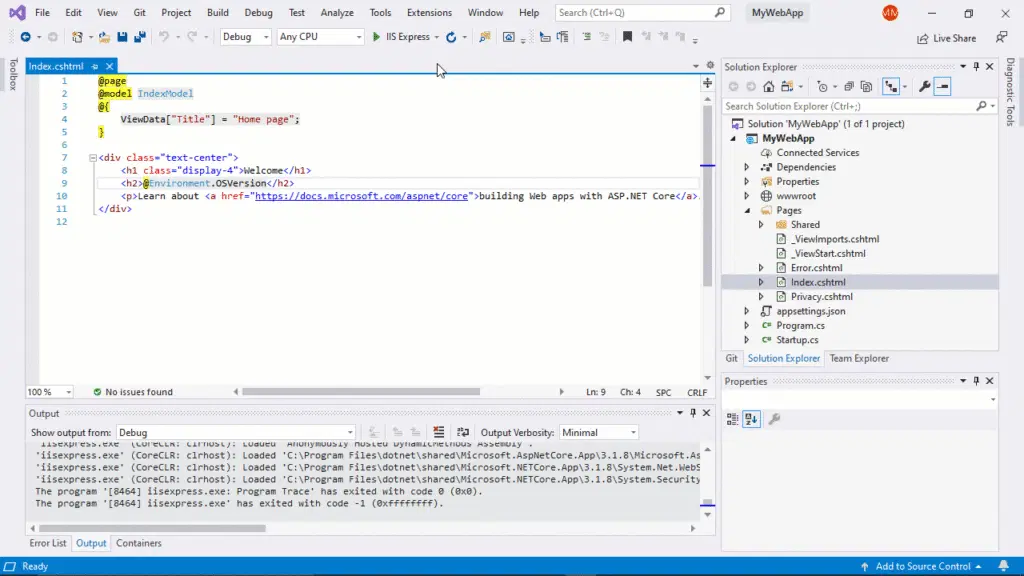 File Edit View Git Project Build Debug Test Analyze Tools Extensions Window Help Search (Ctrl+Q) MyWebApp MM
Debug Any CPU IIS Express Live Share
Toolbox
Index.cshtml
1 @page
2 @model IndexModel
3 @{
4 ViewData["Title"] = "Home page";
5 }
6
7 <div class="text-center">
8 <h1 class="display-4">Welcome</h1>
9 <h2>@Environment.OSVersion</h2>
10 <p>Learn about <a href="https://docs.microsoft.com/aspnet/core">building Web apps with ASP.NET Core</a>.
11 </div>
12
100 % No issues found Ln: 9 Ch: 4 SPC CRLF
Output
Show output from: Debug Output Verbosity: Minimal
'iisexpress.exe' (CoreCLR: clrhost): Loaded 'Anonymously Hosted DynamicMethods Assembly'.
'iisexpress.exe' (CoreCLR: clrhost): Loaded 'C:\Program Files\dotnet\shared\Microsoft.AspNetCore.App\3.1.8\Microsoft.As
'iisexpress.exe' (CoreCLR: clrhost): Loaded 'C:\Program Files\dotnet\shared\Microsoft.NETCore.App\3.1.8\System.Net.WebS
'iisexpress.exe' (CoreCLR: clrhost): Loaded 'C:\Program Files\dotnet\shared\Microsoft.NETCore.App\3.1.8\System.Security
The program '[8464] iisexpress.exe: Program Trace' has exited with code 0 (0x0).
The program '[8464] iisexpress.exe' has exited with code -1 (0xffffffff).
Error List Output Containers
Solution Explorer
Search Solution Explorer (Ctrl+;)
Solution 'MyWebApp' (1 of 1 project)
MyWebApp
Connected Services
Dependencies
Properties
wwwroot
Pages
Shared
_ViewImports.cshtml
_ViewStart.cshtml
Error.cshtml
Index.cshtml
Privacy.cshtml
appsettings.json
C# Program.cs
C# Startup.cs
Git Solution Explorer Team Explorer
Properties
Diagnostic Tools
Ready Add to Source Control